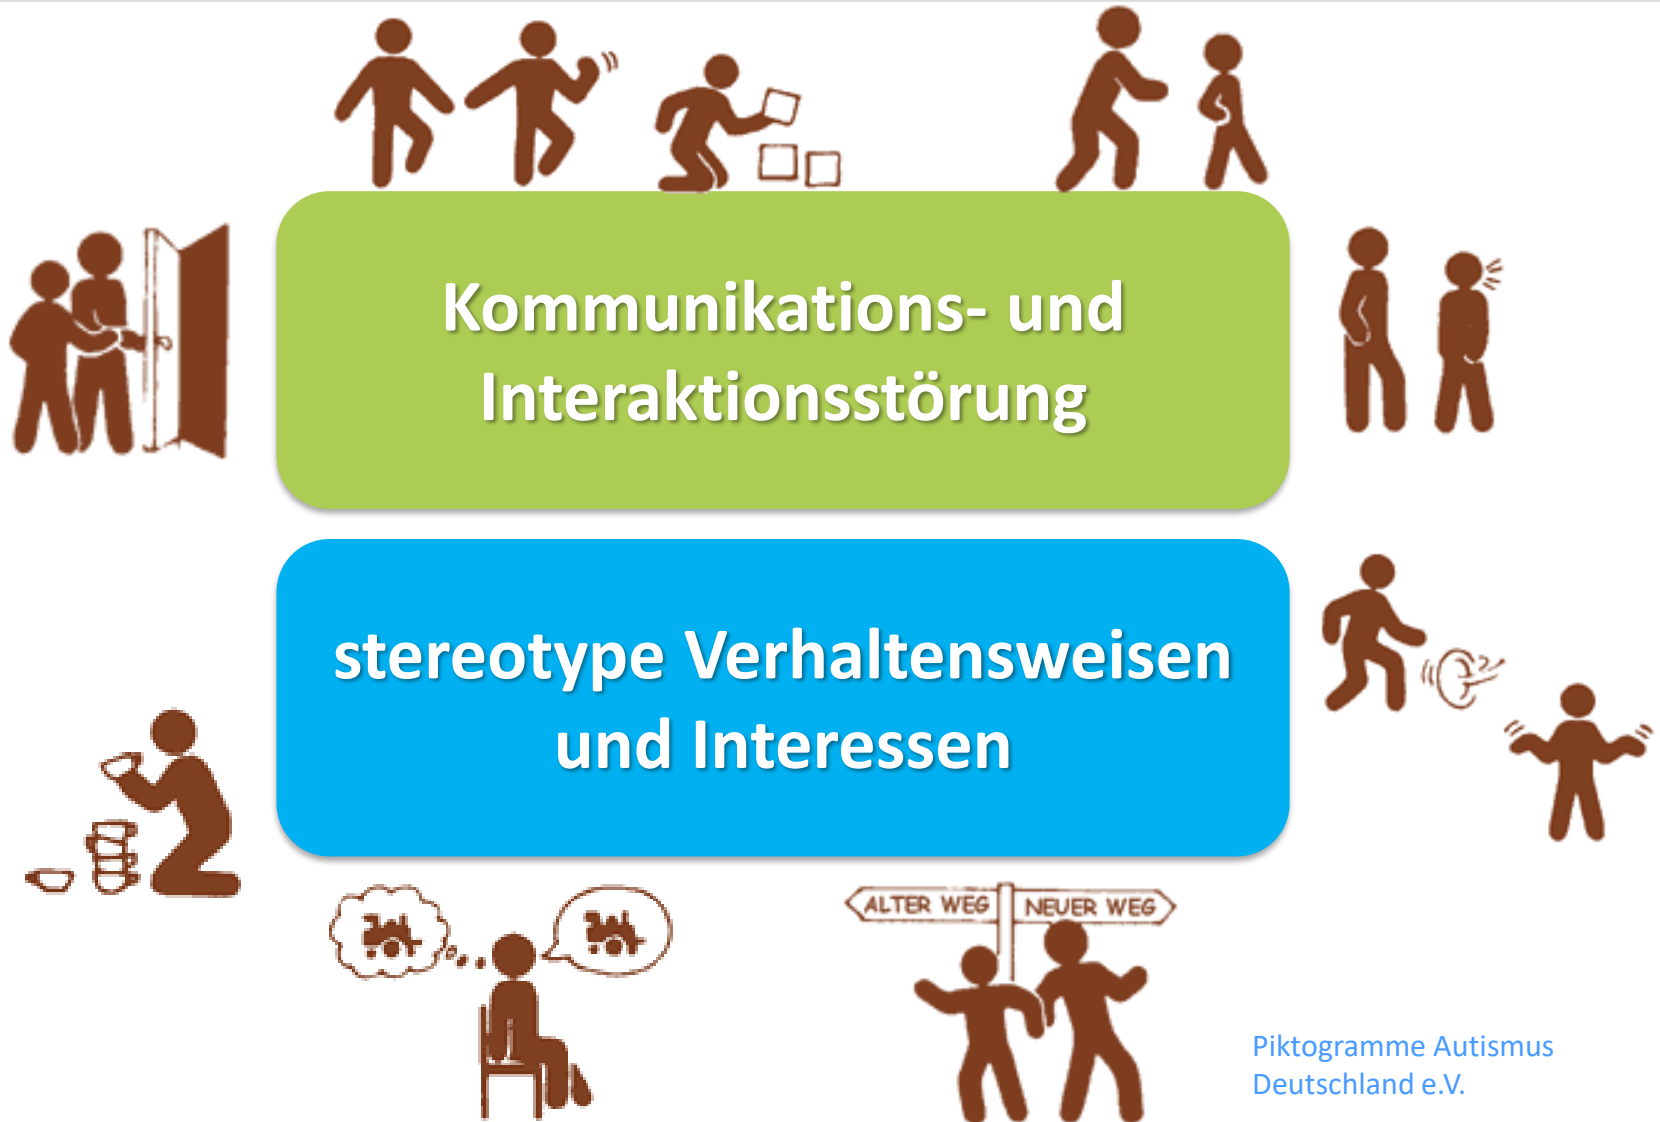 Kommunikations- und
Interaktionsstörung
stereotype Verhaltensweisen
und Interessen
ALTER WEG
NEUER WEG
Piktogramme Autismus
Deutschland e.V.